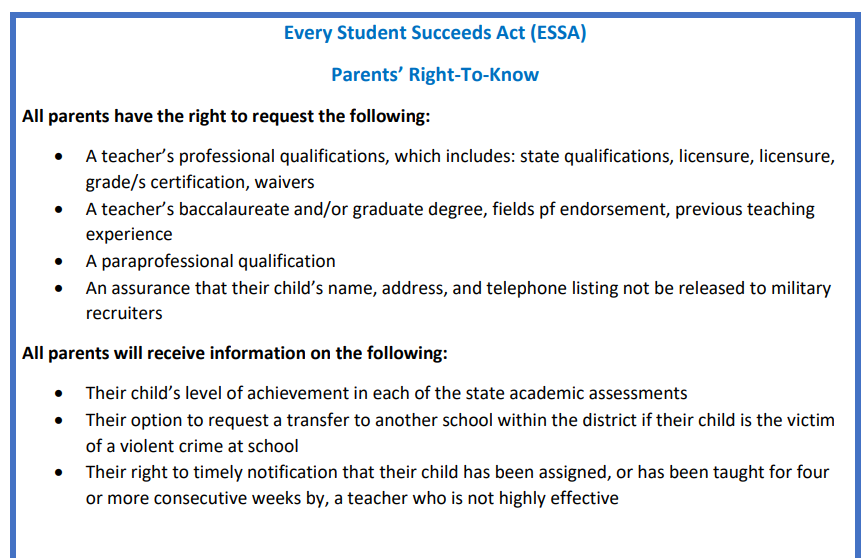 Every Student Succeeds Act (ESSA)
Parents’ Right-To-Know
All parents have the right to request the following:
• A teacher’s professional qualifications, which includes: state qualifications, licensure, licensure,
grade/s certification, waivers
• A teacher’s baccalaureate and/or graduate degree, fields pf endorsement, previous teaching
experience
• A paraprofessional qualification
• An assurance that their child’s name, address, and telephone listing not be released to military
recruiters
All parents will receive information on the following:
• Their child’s level of achievement in each of the state academic assessments
• Their option to request a transfer to another school within the district if their child is the victim
of a violent crime at school
• Their right to timely notification that their child has been assigned, or has been taught for four
or more consecutive weeks by, a teacher who is not highly effective